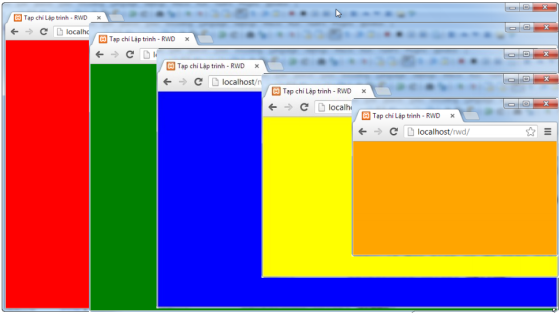 Tạp chí Lập trình - RWD
localho
Tạp chí Lập trình - RWD
lo
Tạp chí Lập trình - RWD
localhost/r
Tạp chí Lập trình - RWD
localh
Tạp chí Lập trình - RWD
localhost/rwd/